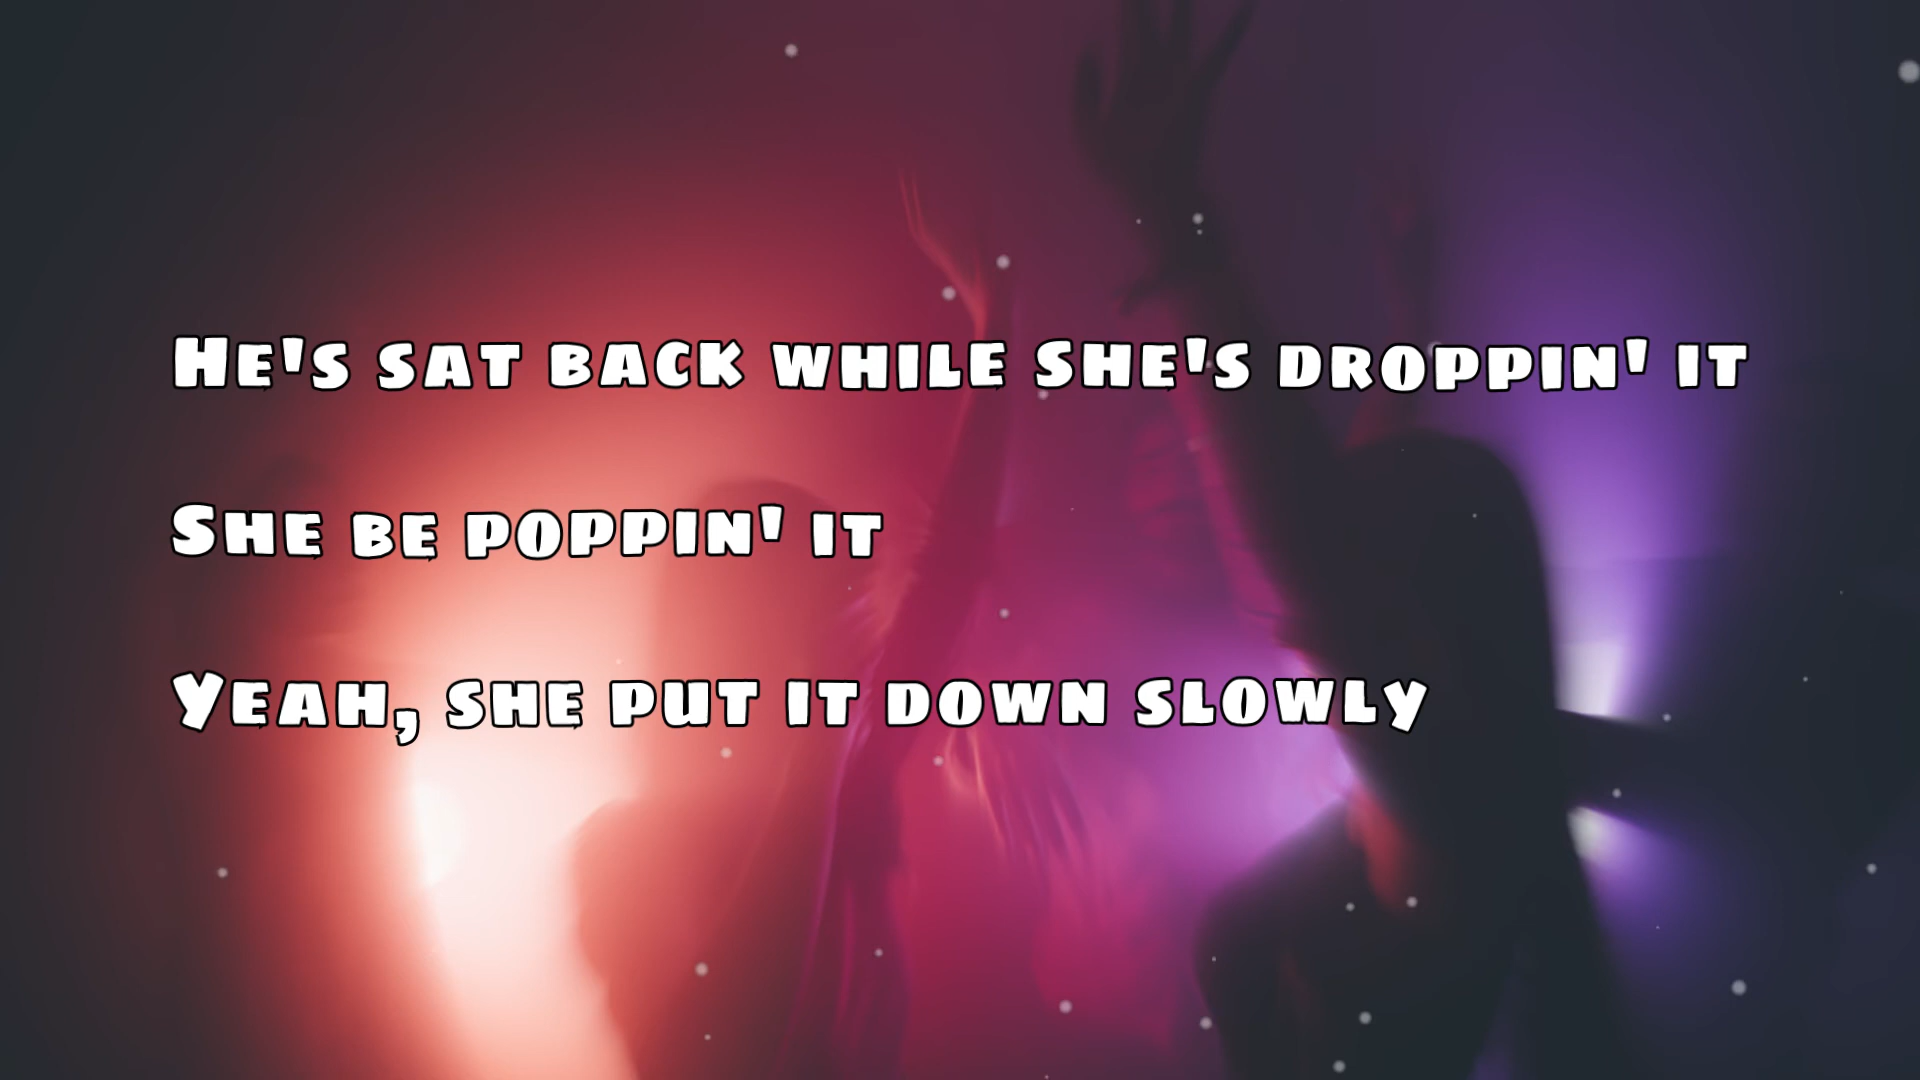 He's sat back while she's droppin' it
She be poppin' it
Yeah, she put it down slowly